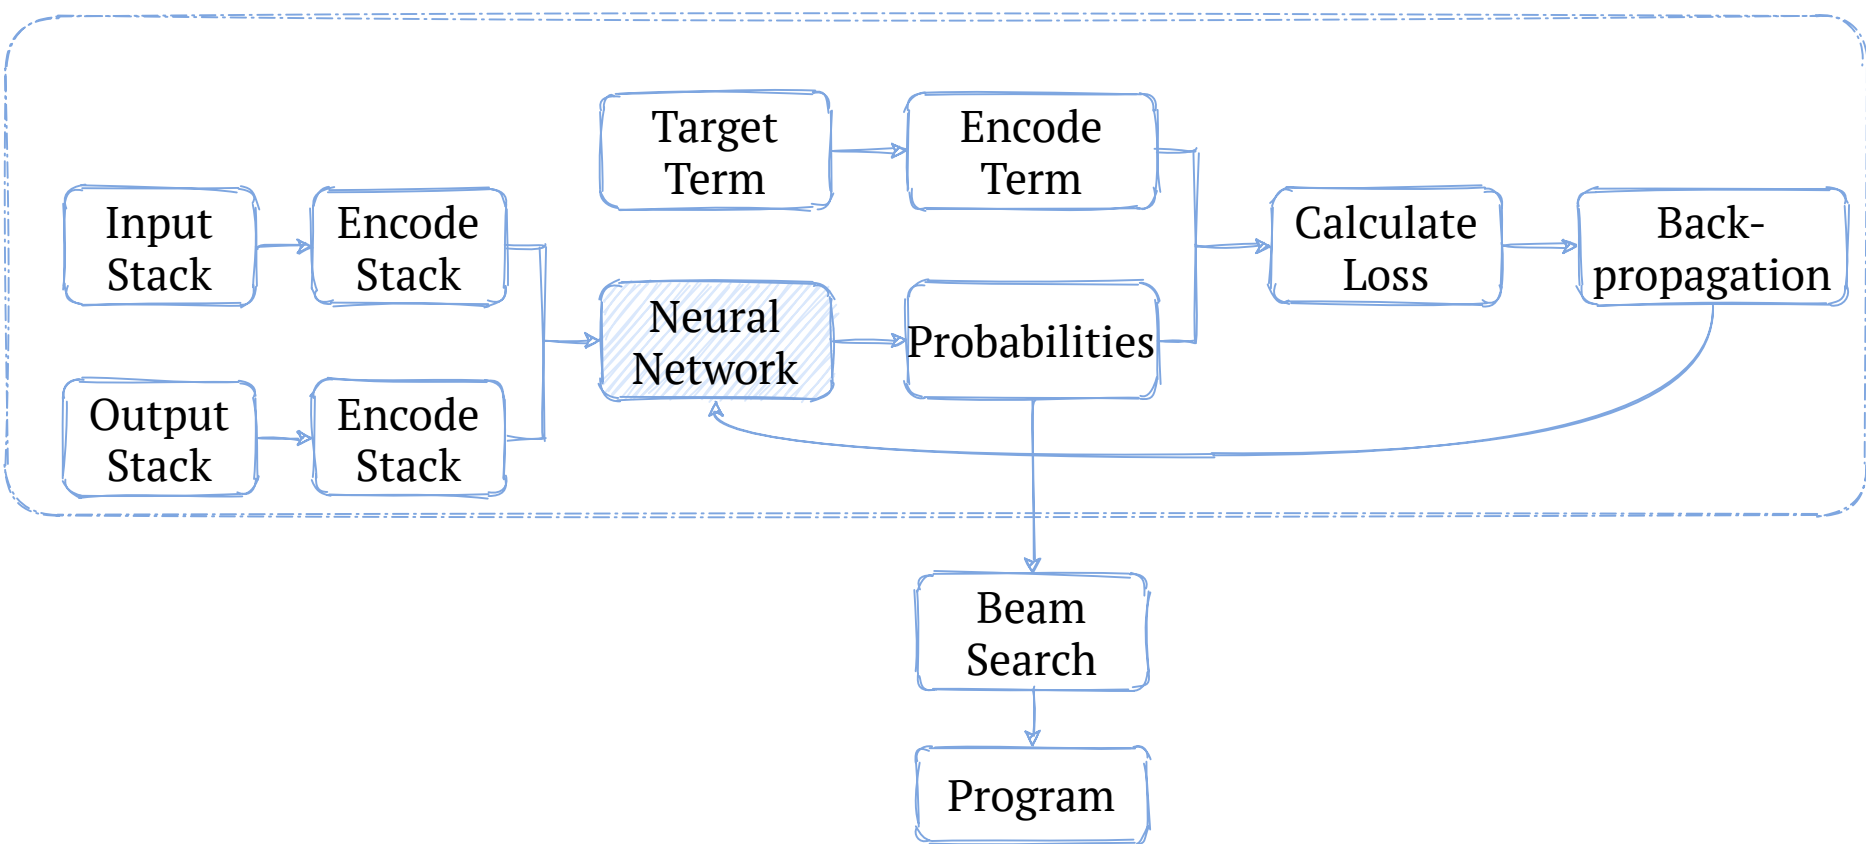 Target
Term
Encode
Term
Input
Stack
Encode
Stack
Calculate
Loss
Back-
propagation
Neural
Network
Probabilities
Output
Stack
Encode
Stack
Beam
Search
Program